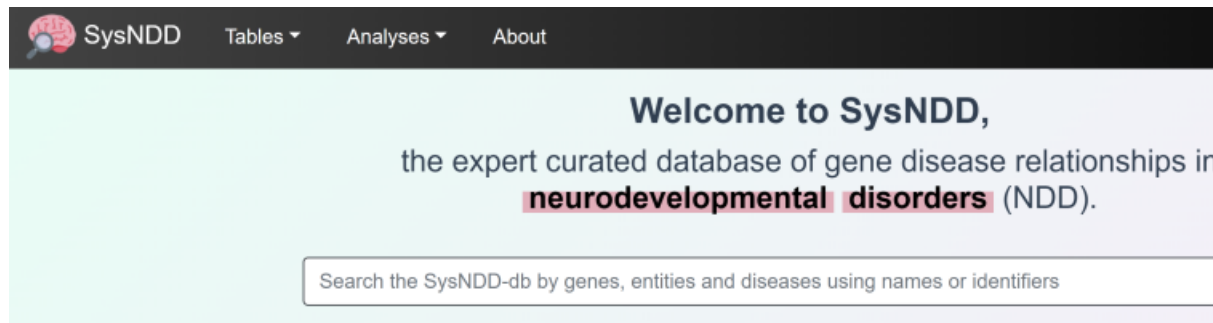 SysNDD Tables Analyses About
Welcome to SysNDD,
the expert curated database of gene disease relationships in
neurodevelopmental disorders (NDD).
Search the SysNDD-db by genes, entities and diseases using names or identifiers